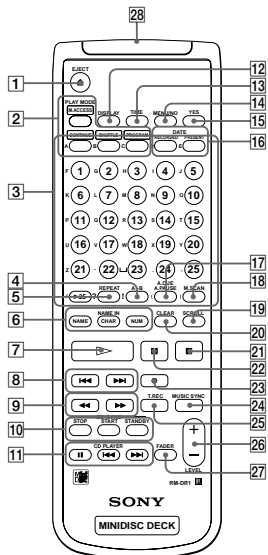 28
EJECT
1
12
PLAY MODE
M.ACCESS
DISPLAY
TIME
MENU/NO
YES
13
14
2
15
CONTINUE
SHUFFLE
PROGRAM
DATE
RECORDED
PRESENT
16
A
B
C
D
E
3
F 1 G 2 H 3 I 4 J 5
K 6 L 7 M 8 N 9 O 10
P 11 Q 12 R 13 S 14 T 15
U 16 V 17 W 18 X 19 Y 20
Z 21 - 22 23 . 24 , 25
17
18
4
REPEAT
A-B
A.CUE
A.PAUSE
M.SCAN
5
/ >25 ? ! ( )
19
6
NAME IN
NAME
CHAR
NUM
CLEAR
SCROLL
20
7
21
22
8
23
9
T.REC
MUSIC SYNC
24
25
10
STOP
START
STANDBY
11
CD PLAYER
FADER
+
−
LEVEL
26
27
RM-DR1
SONY
MINIDISC DECK